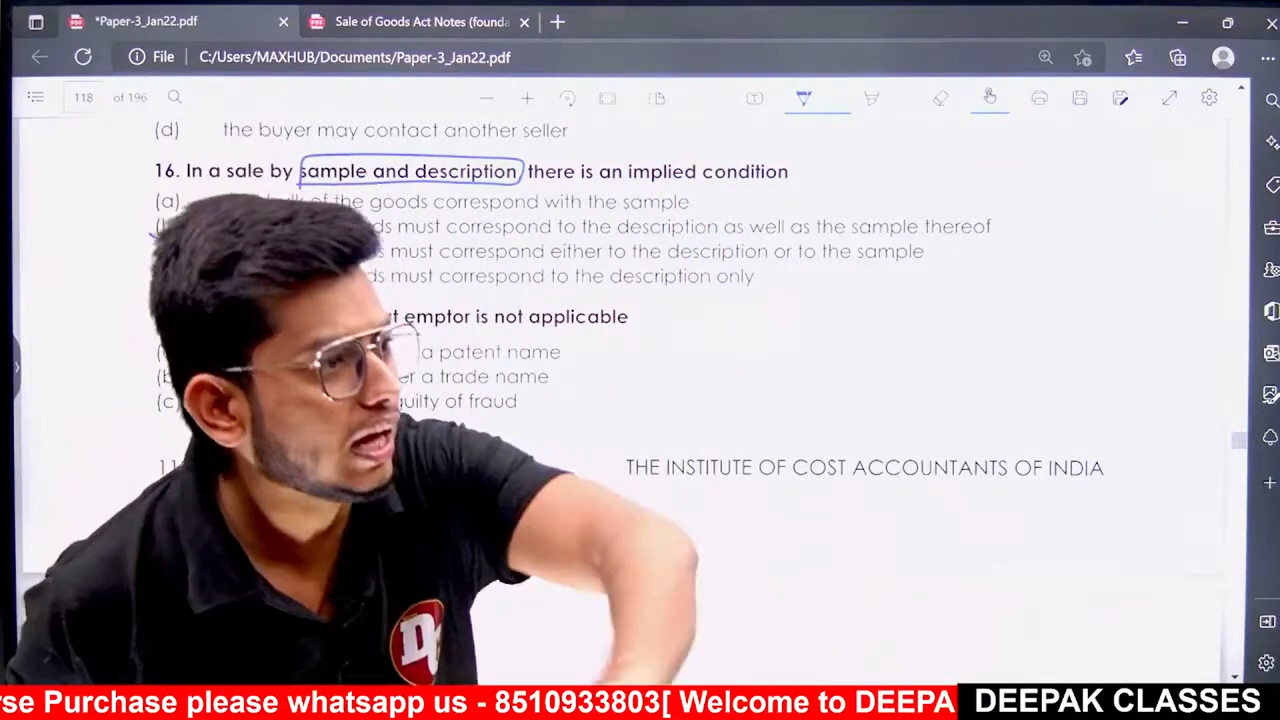 *Paper-3_Jan22.pdf
Sale of Goods Act Notes (founda
File
C:/Users/MAXHUB/Documents/Paper-3_Jan22.pdf
118 of 196
(d) the buyer may contact another seller
16. In a sale by sample and description there is an implied condition
(a) of the goods correspond with the sample
must correspond to the description as well as the sample thereof
must correspond either to the description or to the sample
must correspond to the description only
emptor is not applicable
a patent name
a trade name
(c) of fraud
THE INSTITUTE OF COST ACCOUNTANTS OF INDIA
DC
rse Purchase please whatsapp us - 8510933803[ Welcome to DEEPA
DEEPAK CLASSES